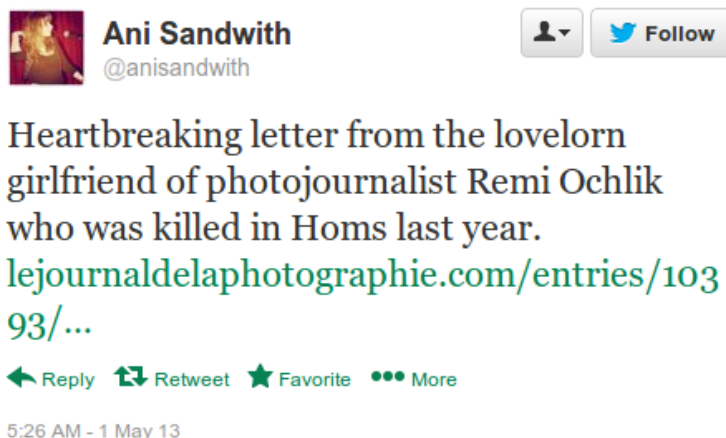 Ani Sandwith
@anisandwith
Follow
Heartbreaking letter from the lovelorn
girlfriend of photojournalist Remi Ochlik
who was killed in Homs last year.
lejournaldelaphotographie.com/entries/103
93/...
Reply Retweet Favorite More
5:26 AM - 1 May 13